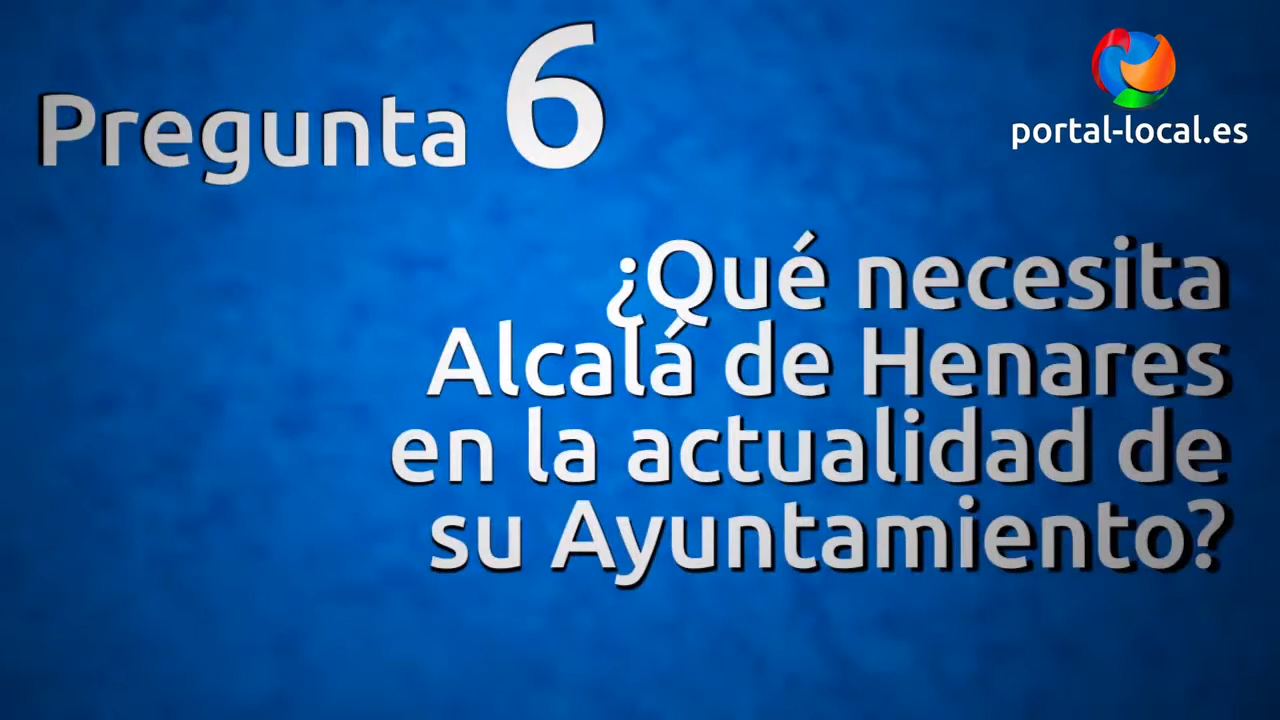 Pregunta 6
portal-local.es
¿Qué necesita
Alcalá de Henares
en la actualidad de
su Ayuntamiento?